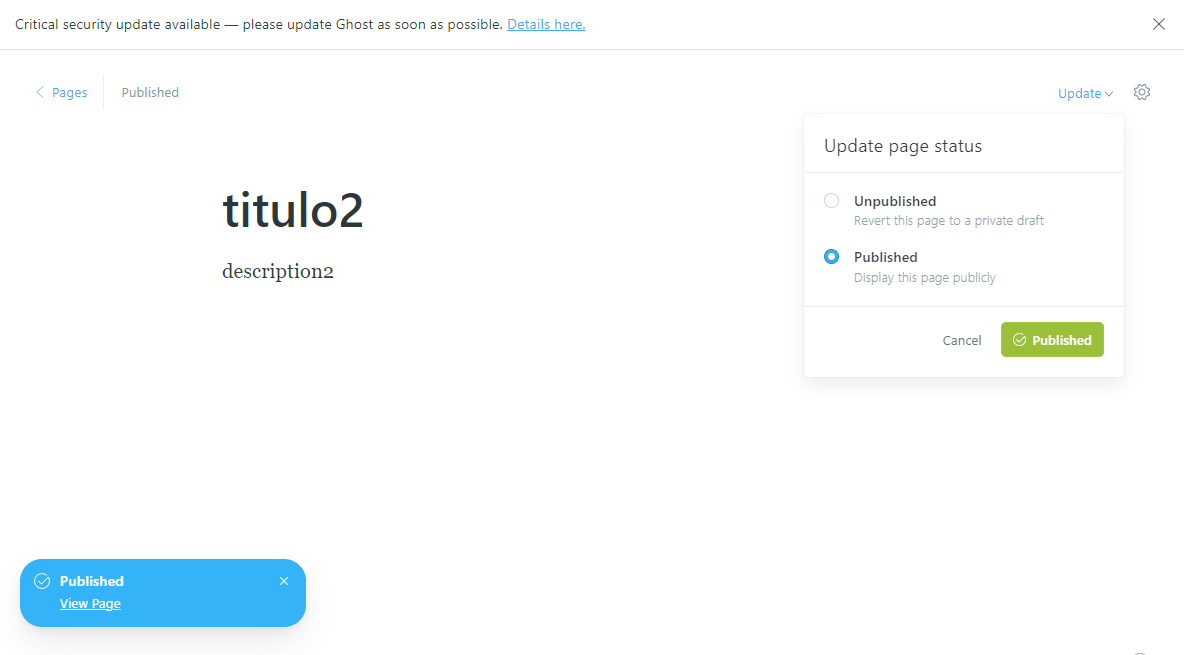 Critical security update available — please update Ghost as soon as possible. Details here.
Pages
Published
Update
Update page status
titulo2
description2
Unpublished
Revert this page to a private draft
Published
Display this page publicly
Cancel
Published
Published
View Page